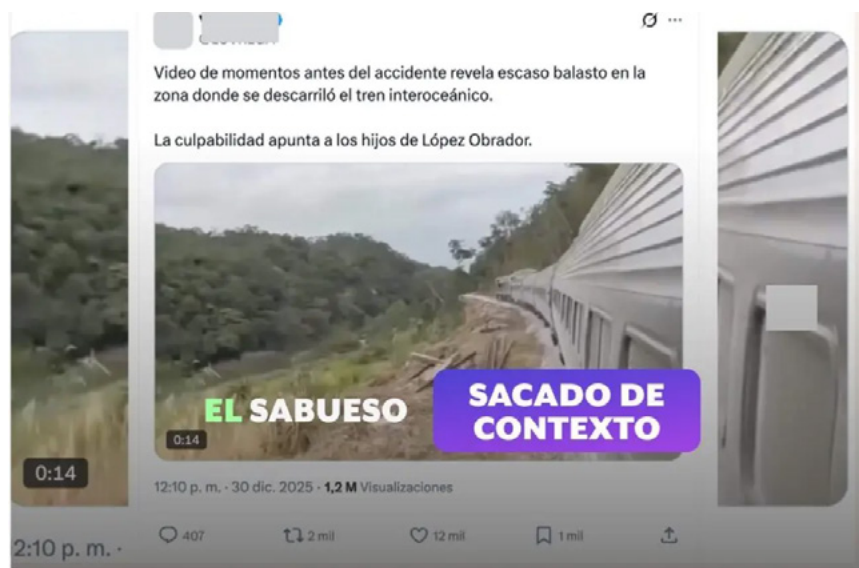 Video de momentos antes del accidente revela escaso balasto en la
zona donde se descarriló el tren interoceánico.
La culpabilidad apunta a los hijos de López Obrador.
EL SABUESO
SACADO DE
CONTEXTO
0:14
0:14
12:10 p. m. · 30 dic. 2025 · 1,2 M Visualizaciones
407
2 mil
12 mil
1 mil
2:10 p. m. ·